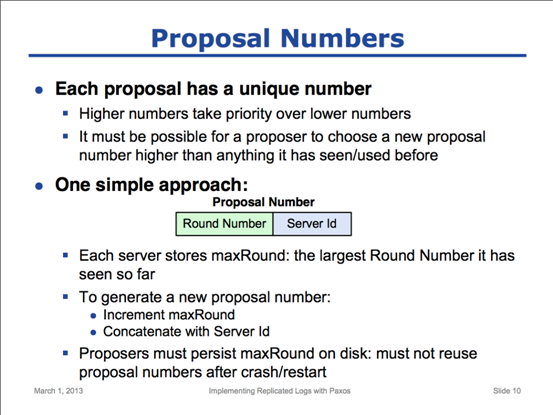 Proposal Numbers
Each proposal has a unique number
Higher numbers take priority over lower numbers
It must be possible for a proposer to choose a new proposal
number higher than anything it has seen/used before
One simple approach:
Proposal Number
Round Number Server Id
Each server stores maxRound: the largest Round Number it has
seen so far
To generate a new proposal number:
Increment maxRound
Concatenate with Server Id
Proposers must persist maxRound on disk: must not reuse
proposal numbers after crash/restart
March 1, 2013 Implementing Replicated Logs with Paxos Slide 10